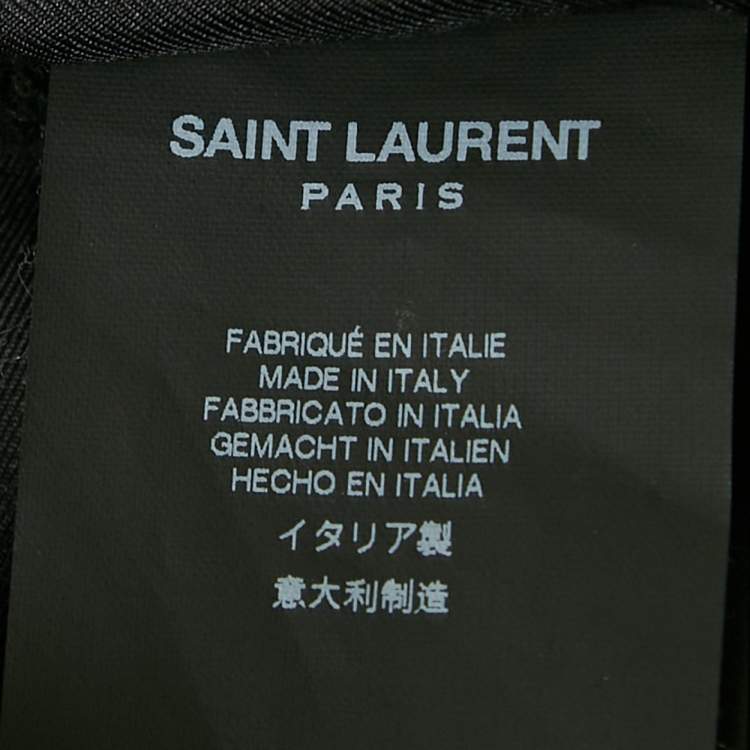 SAINT LAURENT
PARIS
FABRIQUÉ EN ITALIE
MADE IN ITALY
FABBRICATO IN ITALIA
GEMACHT IN ITALIEN
HECHO EN ITALIA
イタリア製
意大利制造